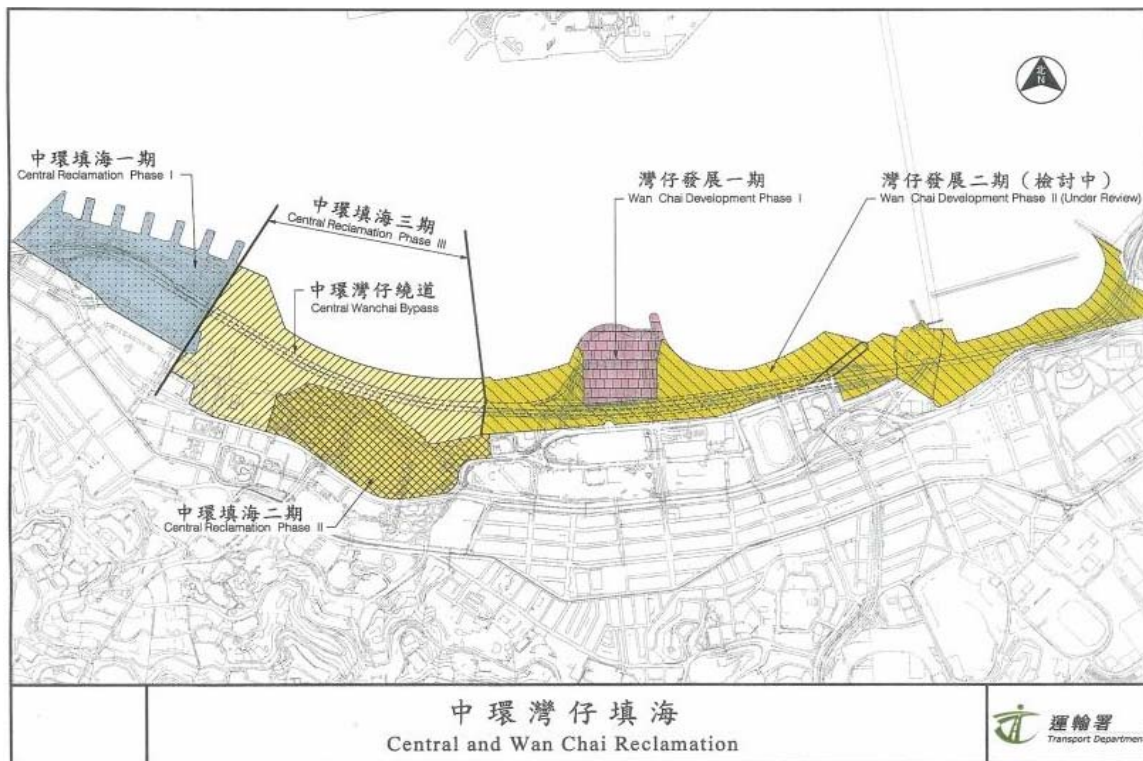 北
N
中環填海一期
Central Reclamation Phase I
中環填海三期
Central Reclamation Phase III
灣仔發展一期
Wan Chai Development Phase I
灣仔發展二期 (檢討中)
Wan Chai Development Phase II (Under Review)
中環灣仔繞道
Central Wanchai Bypass
中環填海二期
Central Reclamation Phase II
中環灣仔填海
Central and Wan Chai Reclamation
運輸署
Transport Department